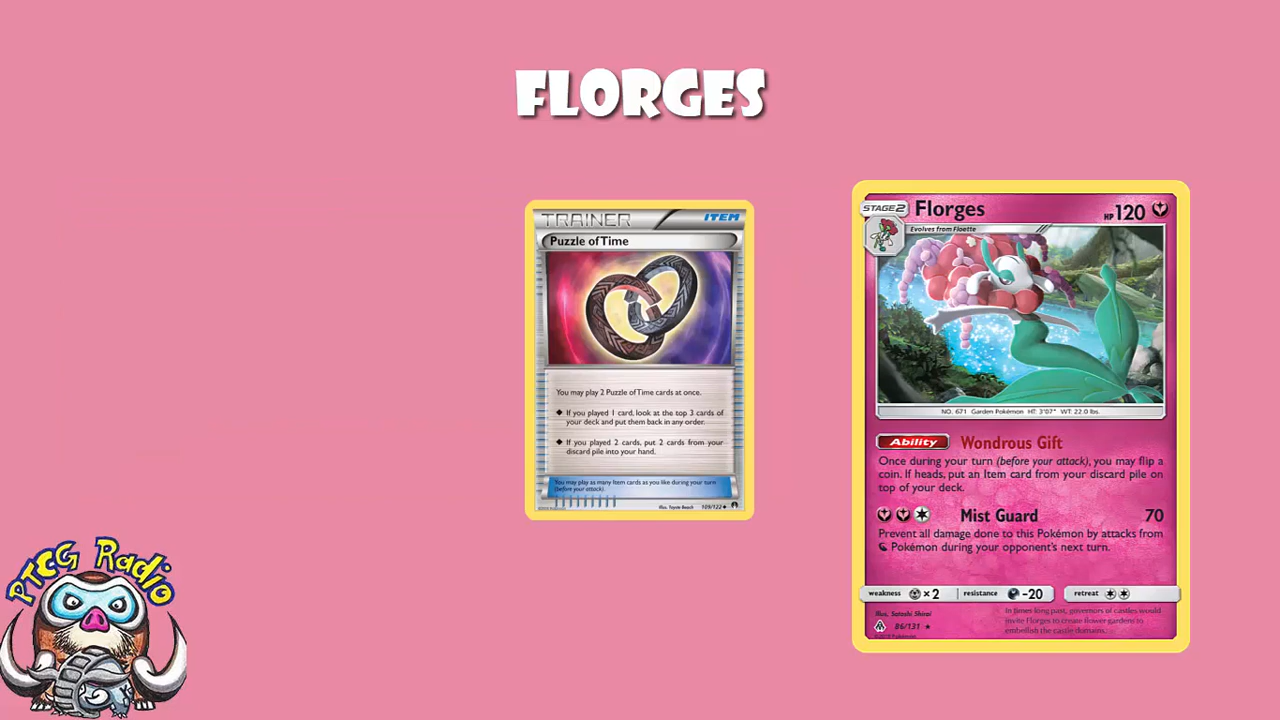 FLORGES
TRAINER
ITEM
Puzzle of Time
You may play 2 Puzzle of Time cards at once.
◆ If you played 1 card, look at the top 3 cards of
your deck and put them back in any order.
◆ If you played 2 cards, put 2 cards from your
discard pile into your hand.
You may play as many Item cards as you like during your turn
(before your attack).
Illus. Toyste Beach
109/122
STAGE2
Florges
HP 120
Evolves from Floette
NO. 671 Garden Pokémon HT: 3'07" WT: 22.0 lbs.
Ability
Wondrous Gift
Once during your turn (before your attack), you may flip a
coin. If heads, put an Item card from your discard pile on
top of your deck.
Mist Guard
70
Prevent all damage done to this Pokémon by attacks from
Pokémon during your opponent's next turn.
weakness ×2
resistance -20
retreat
Illus. Satoshi Shirai
86/131
©2018 Pokémon
In times long past, governors of castles would
invite Florges to create flower gardens to
embellish the castle domains.
PTCG Radio